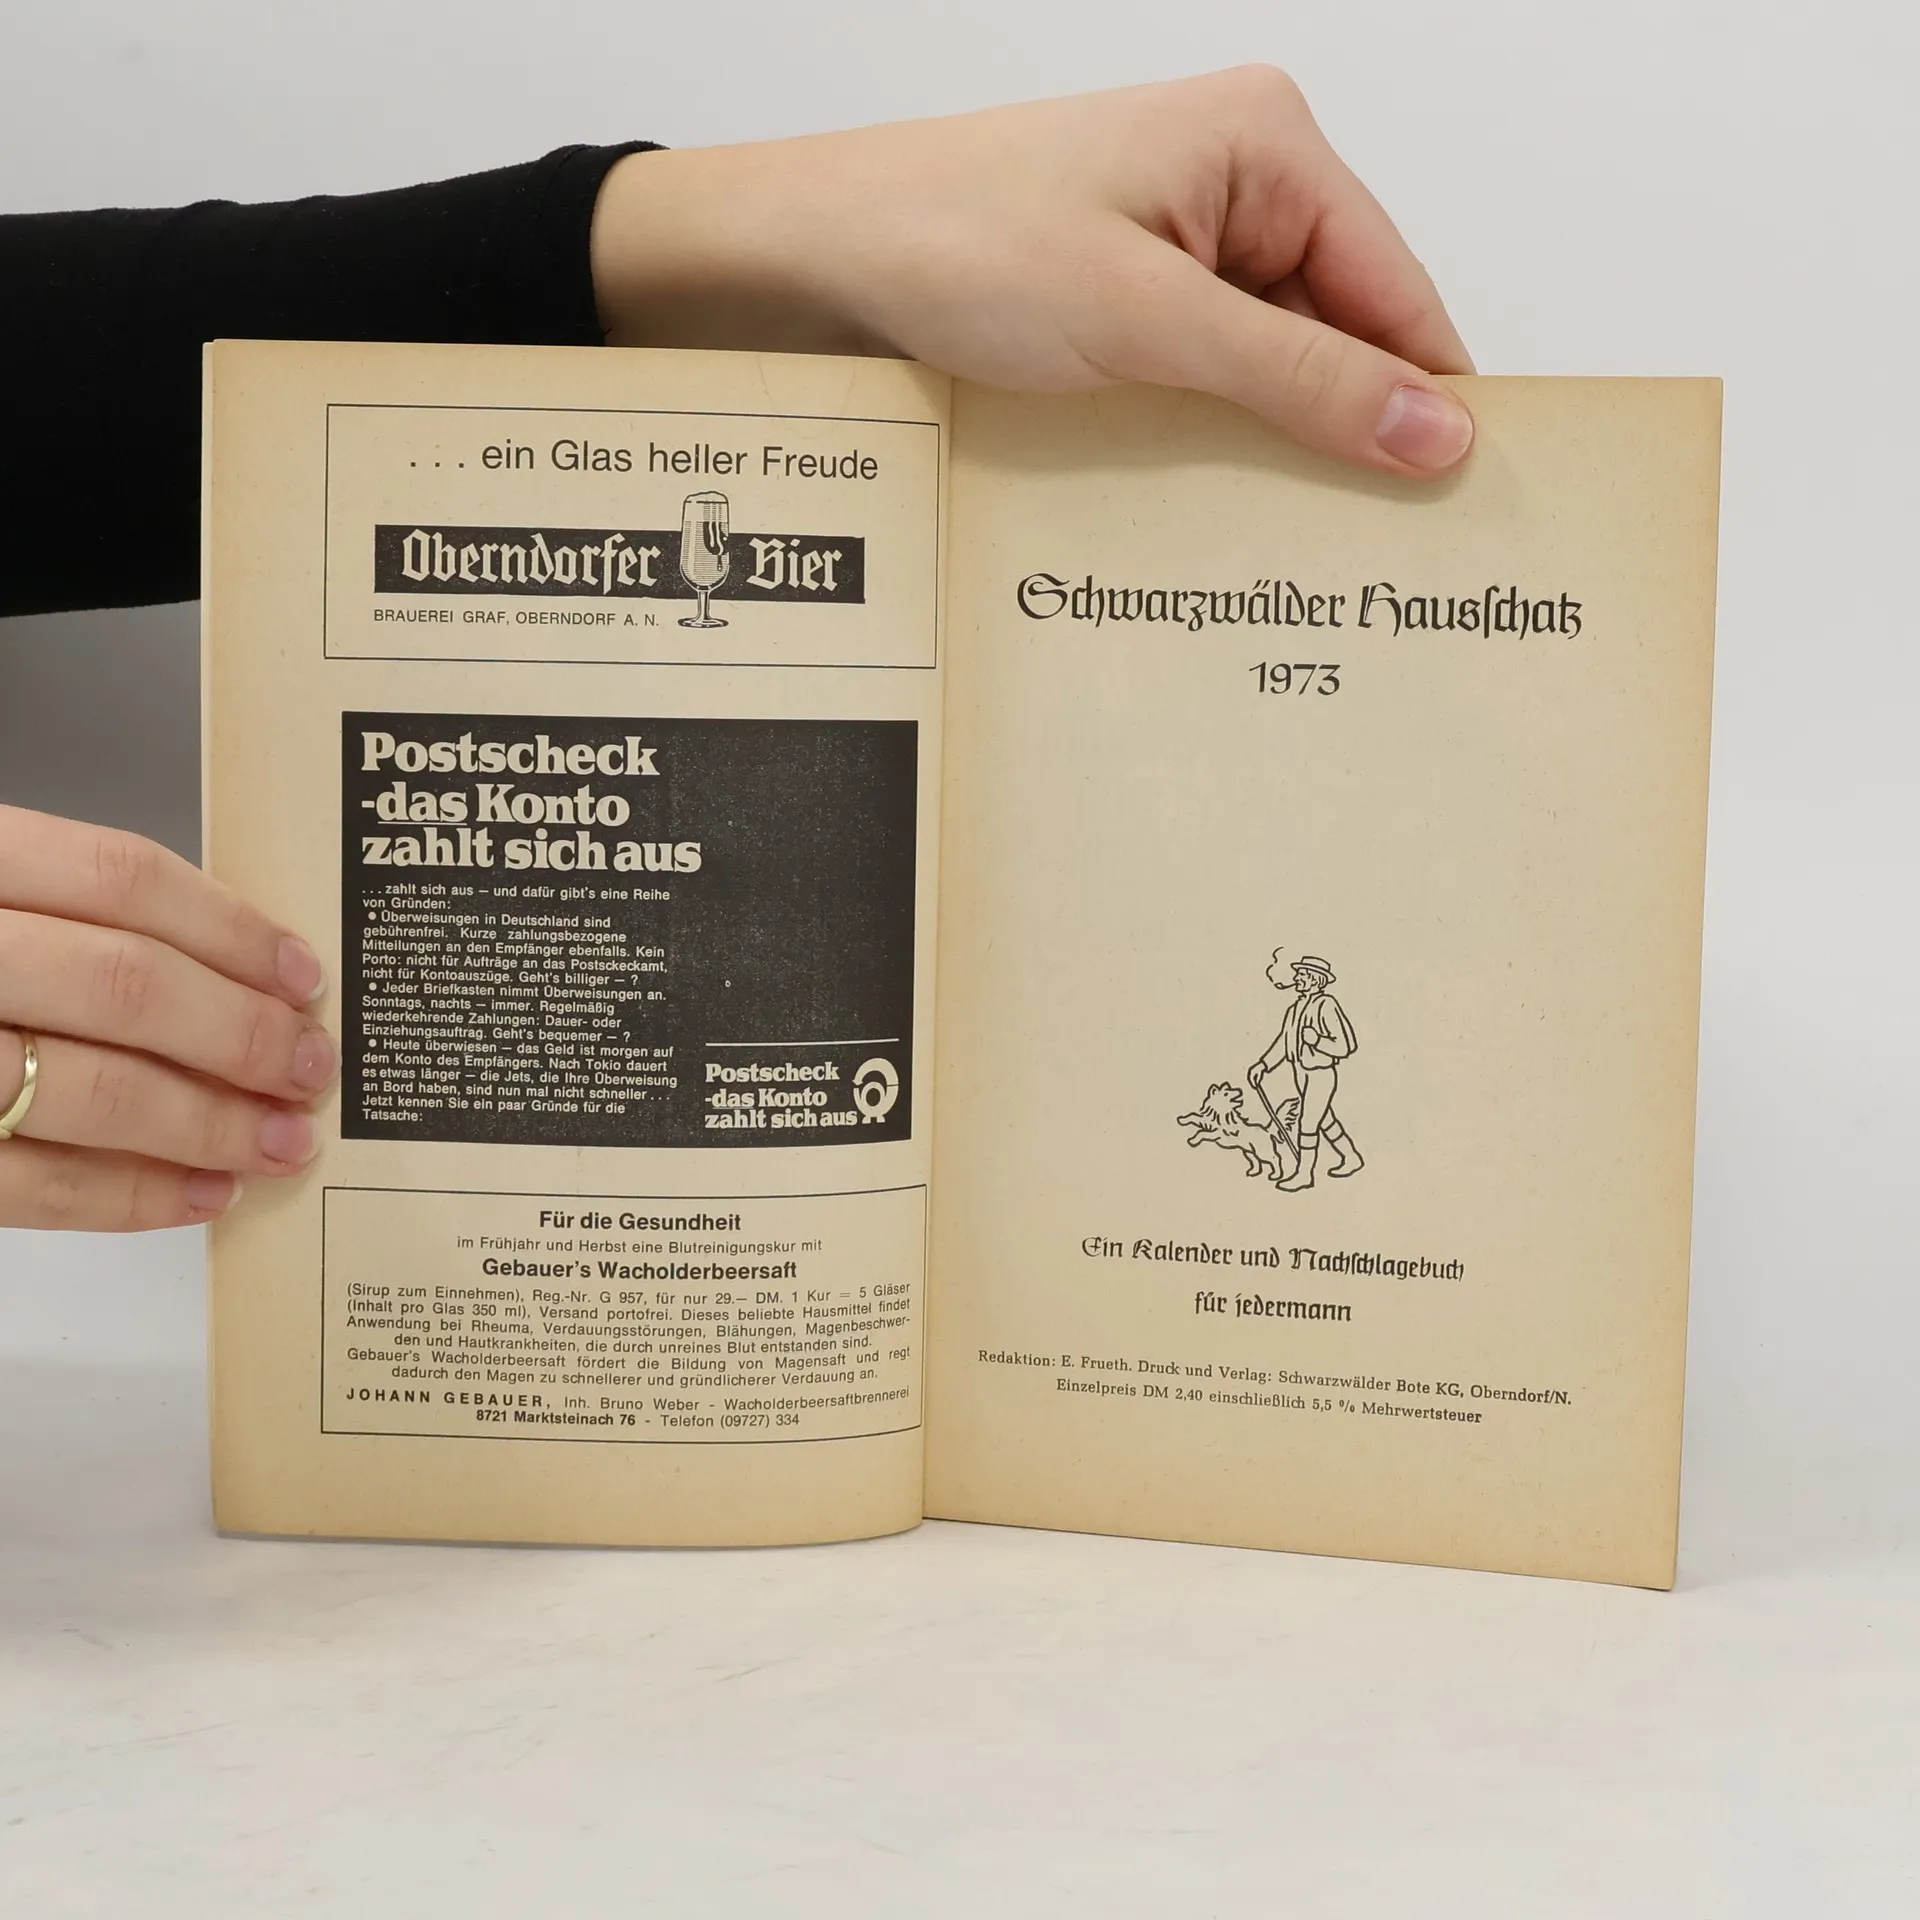 . . . ein Glas heller Freude
Oberndorfer Bier
BRAUEREI GRAF, OBERNDORF A. N.
Postscheck
-das Konto
zahlt sich aus
. . . zahlt sich aus – und dafür gibt's eine Reihe
von Gründen:
● Überweisungen in Deutschland sind
gebührenfrei. Kurze zahlungsbezogene
Mitteilungen an den Empfänger ebenfalls. Kein
Porto: nicht für Aufträge an das Postsckeckamt,
nicht für Kontoauszüge. Geht's billiger – ?
● Jeder Briefkasten nimmt Überweisungen an.
Sonntags, nachts – immer. Regelmäßig
wiederkehrende Zahlungen: Dauer- oder
Einziehungsauftrag. Geht's bequemer – ?
● Heute überwiesen – das Geld ist morgen auf
dem Konto des Empfängers. Nach Tokio dauert
es etwas länger – die Jets, die Ihre Überweisung
an Bord haben, sind nun mal nicht schneller . . .
Jetzt kennen Sie ein paar Gründe für die
Tatsache:
Postscheck
-das Konto
zahlt sich aus
Für die Gesundheit
im Frühjahr und Herbst eine Blutreinigungskur mit
Gebauer's Wacholderbeersaft
(Sirup zum Einnehmen), Reg.-Nr. G 957, für nur 29.– DM. 1 Kur = 5 Gläser
(Inhalt pro Glas 350 ml), Versand portofrei. Dieses beliebte Hausmittel findet
Anwendung bei Rheuma, Verdauungsstörungen, Blähungen, Magenbeschwer-
den und Hautkrankheiten, die durch unreines Blut entstanden sind.
Gebauer's Wacholderbeersaft fördert die Bildung von Magensaft und regt
dadurch den Magen zu schnellerer und gründlicherer Verdauung an.
JOHANN GEBAUER, Inh. Bruno Weber - Wacholderbeersaftbrennerei
8721 Marktsteinach 76 - Telefon (09727) 334
Schwarzwälder Hausſchatz
1973
Ein Kalender und Nachſchlagebuch
für jedermann
Redaktion: E. Frueth. Druck und Verlag: Schwarzwälder Bote KG, Oberndorf/N.
Einzelpreis DM 2,40 einschließlich 5,5 % Mehrwertsteuer